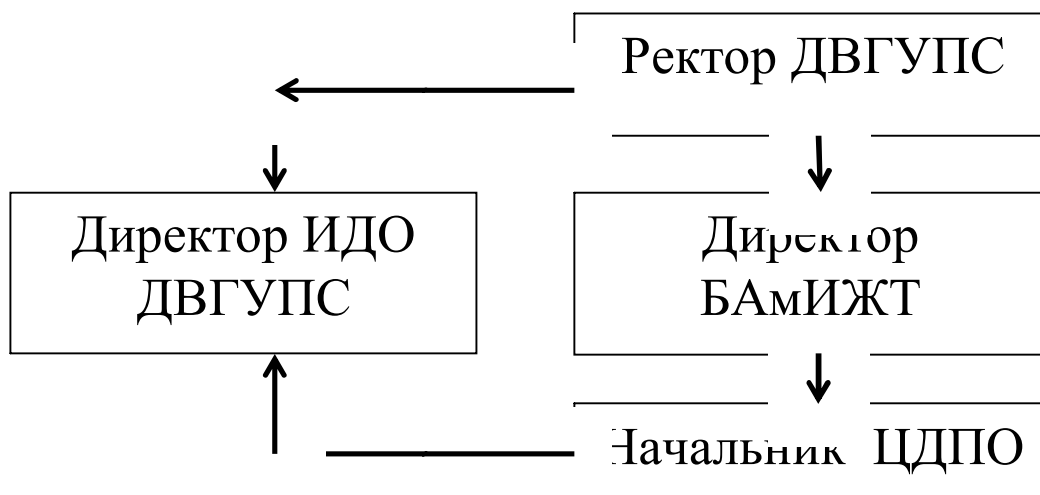 Ректор ДВГУПС
Директор ИДО
ДВГУПС
Директор
БАмИЖТ
Начальник ЦДПО